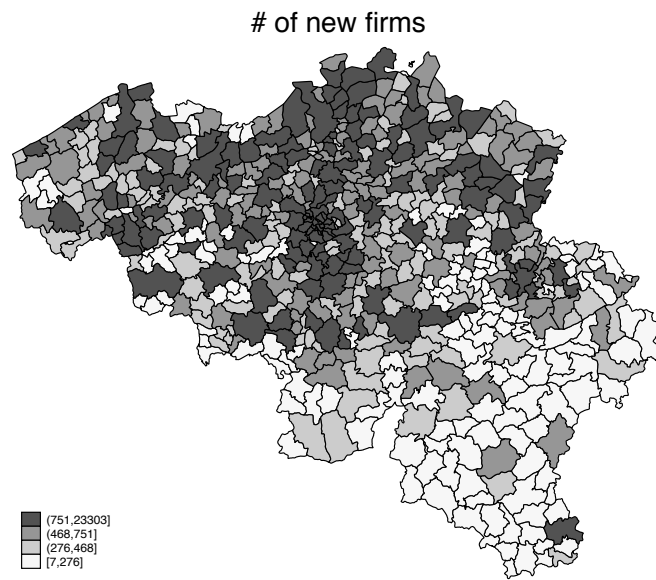 # of new firms
(751,23303]
(468,751]
(276,468]
[7,276]